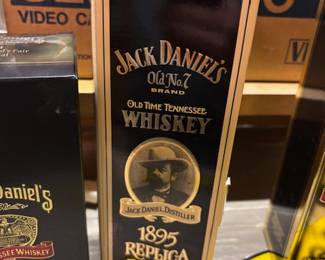 VIDEO CA
JACK DANIEL'S
Old No.7
BRAND
OLD TIME TENNESSEE
WHISKEY
JACK DANIEL, DISTILLER
1895
REPLICA
Daniel's
SSEE WHISKEY